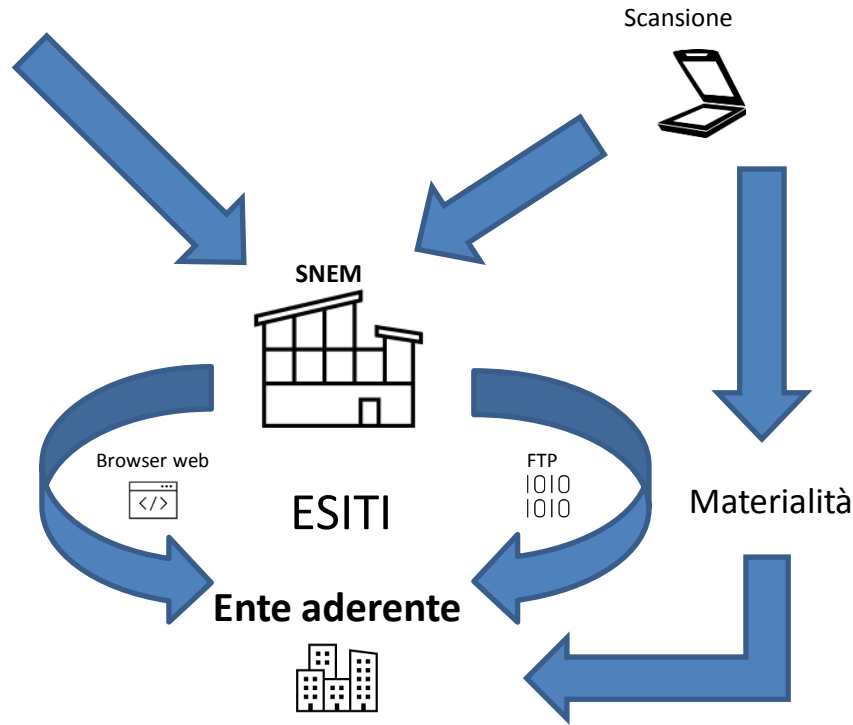 Scansione
SNEM
Browser web
</>
FTP
1010
1010
ESITI
Materialità
Ente aderente